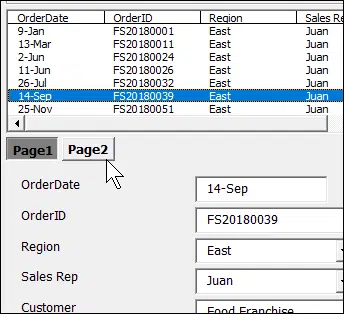 OrderDate OrderID Region Sales Re
9-Jan FS20180001 East Juan
13-Mar FS20180011 East Juan
2-Jun FS20180024 East Juan
11-Jun FS20180026 East Juan
26-Jul FS20180032 East Juan
14-Sep FS20180039 East Juan
25-Nov FS20180051 East Juan
Page1 Page2
OrderDate 14-Sep
OrderID FS20180039
Region East
Sales Rep Juan
Customer Food Franchise